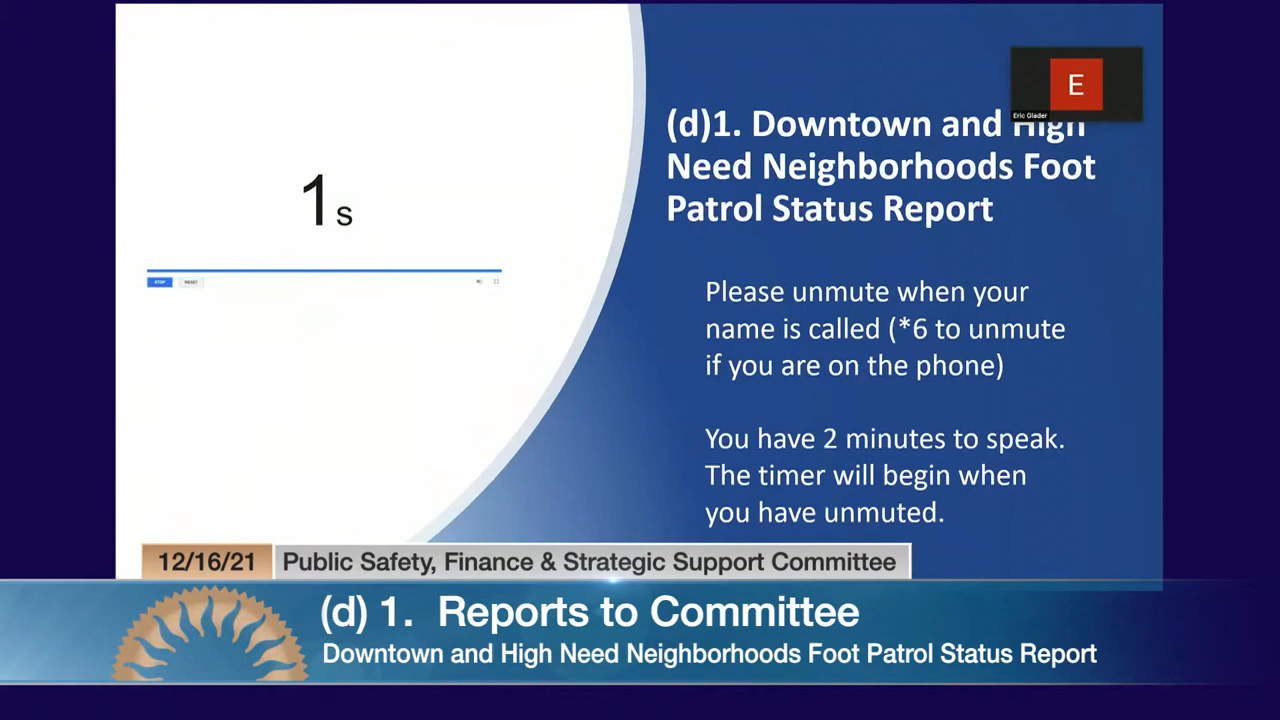 E
Eric Glader
(d)1. Downtown and High
Need Neighborhoods Foot
Patrol Status Report
1 s
STOP RESET
Please unmute when your
name is called (*6 to unmute
if you are on the phone)
You have 2 minutes to speak.
The timer will begin when
you have unmuted.
12/16/21 Public Safety, Finance & Strategic Support Committee
(d) 1. Reports to Committee
Downtown and High Need Neighborhoods Foot Patrol Status Report